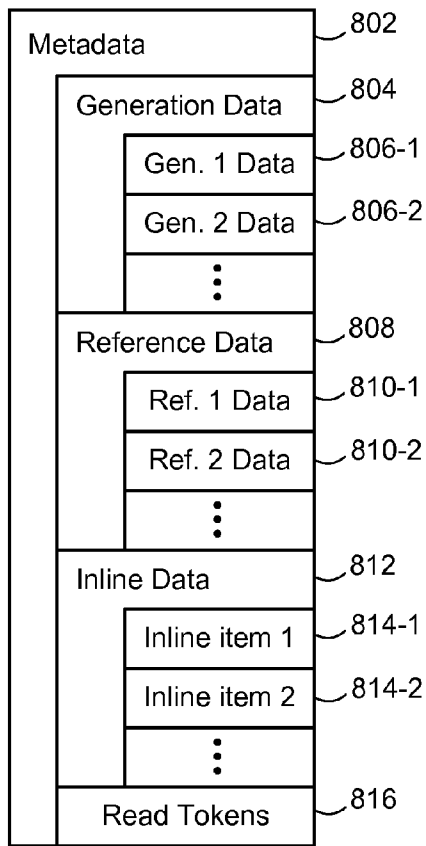 Metadata 802
Generation Data 804
Gen. 1 Data 806-1
Gen. 2 Data 806-2
Reference Data 808
Ref. 1 Data 810-1
Ref. 2 Data 810-2
Inline Data 812
Inline item 1 814-1
Inline item 2 814-2
Read Tokens 816